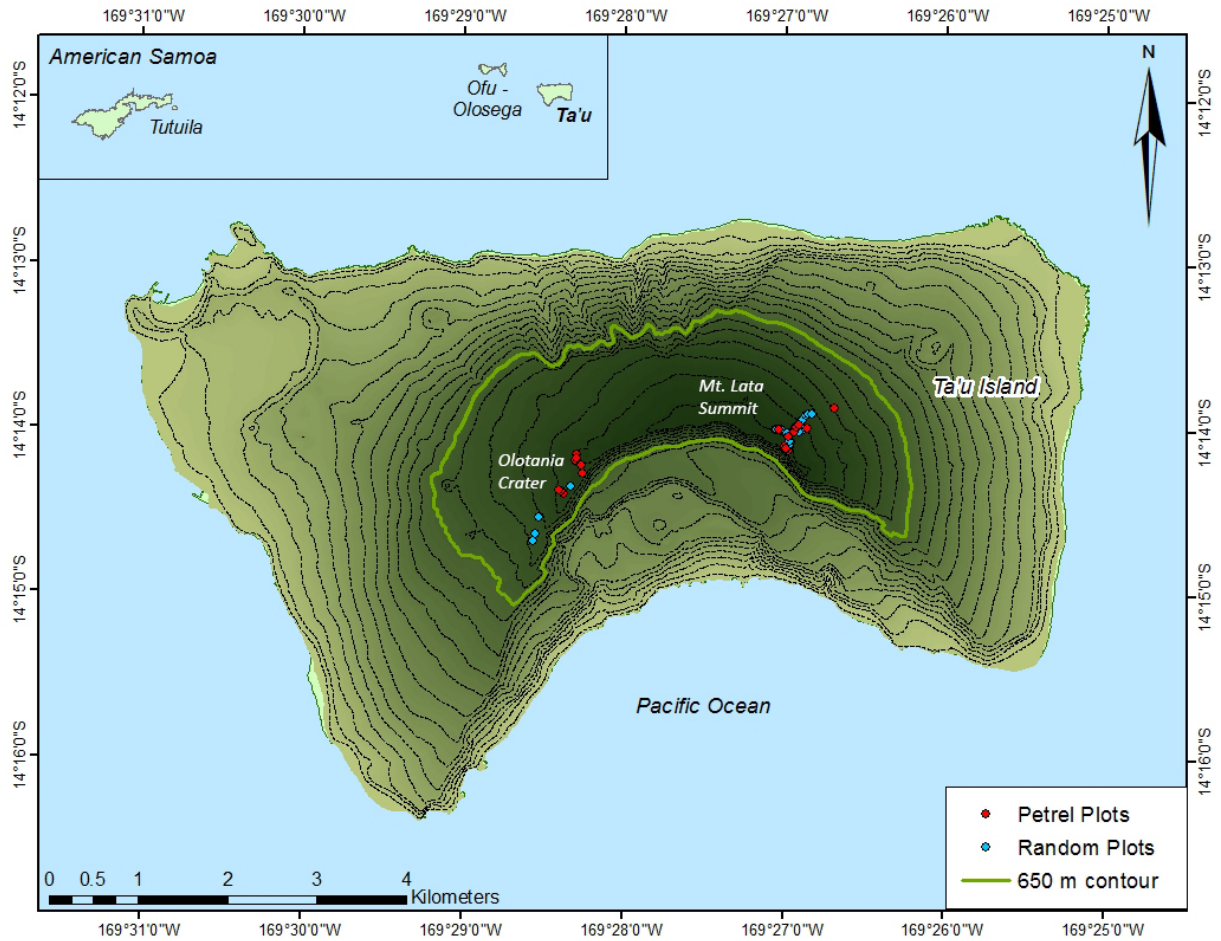 169°31'0"W
169°30'0"W
169°29'0"W
169°28'0"W
169°27'0"W
169°26'0"W
169°25'0"W
American Samoa
Tutuila
Ofu -
Olosega
Ta'u
N
14°12'0"S
14°12'0"S
14°13'0"S
14°13'0"S
Mt. Lata
Summit
Ta'u Island
14°14'0"S
14°14'0"S
Olotania
Crater
14°15'0"S
14°15'0"S
Pacific Ocean
14°16'0"S
14°16'0"S
Petrel Plots
Random Plots
650 m contour
0 0.5 1 2 3 4
Kilometers
169°31'0"W
169°30'0"W
169°29'0"W
169°28'0"W
169°27'0"W
169°26'0"W
169°25'0"W